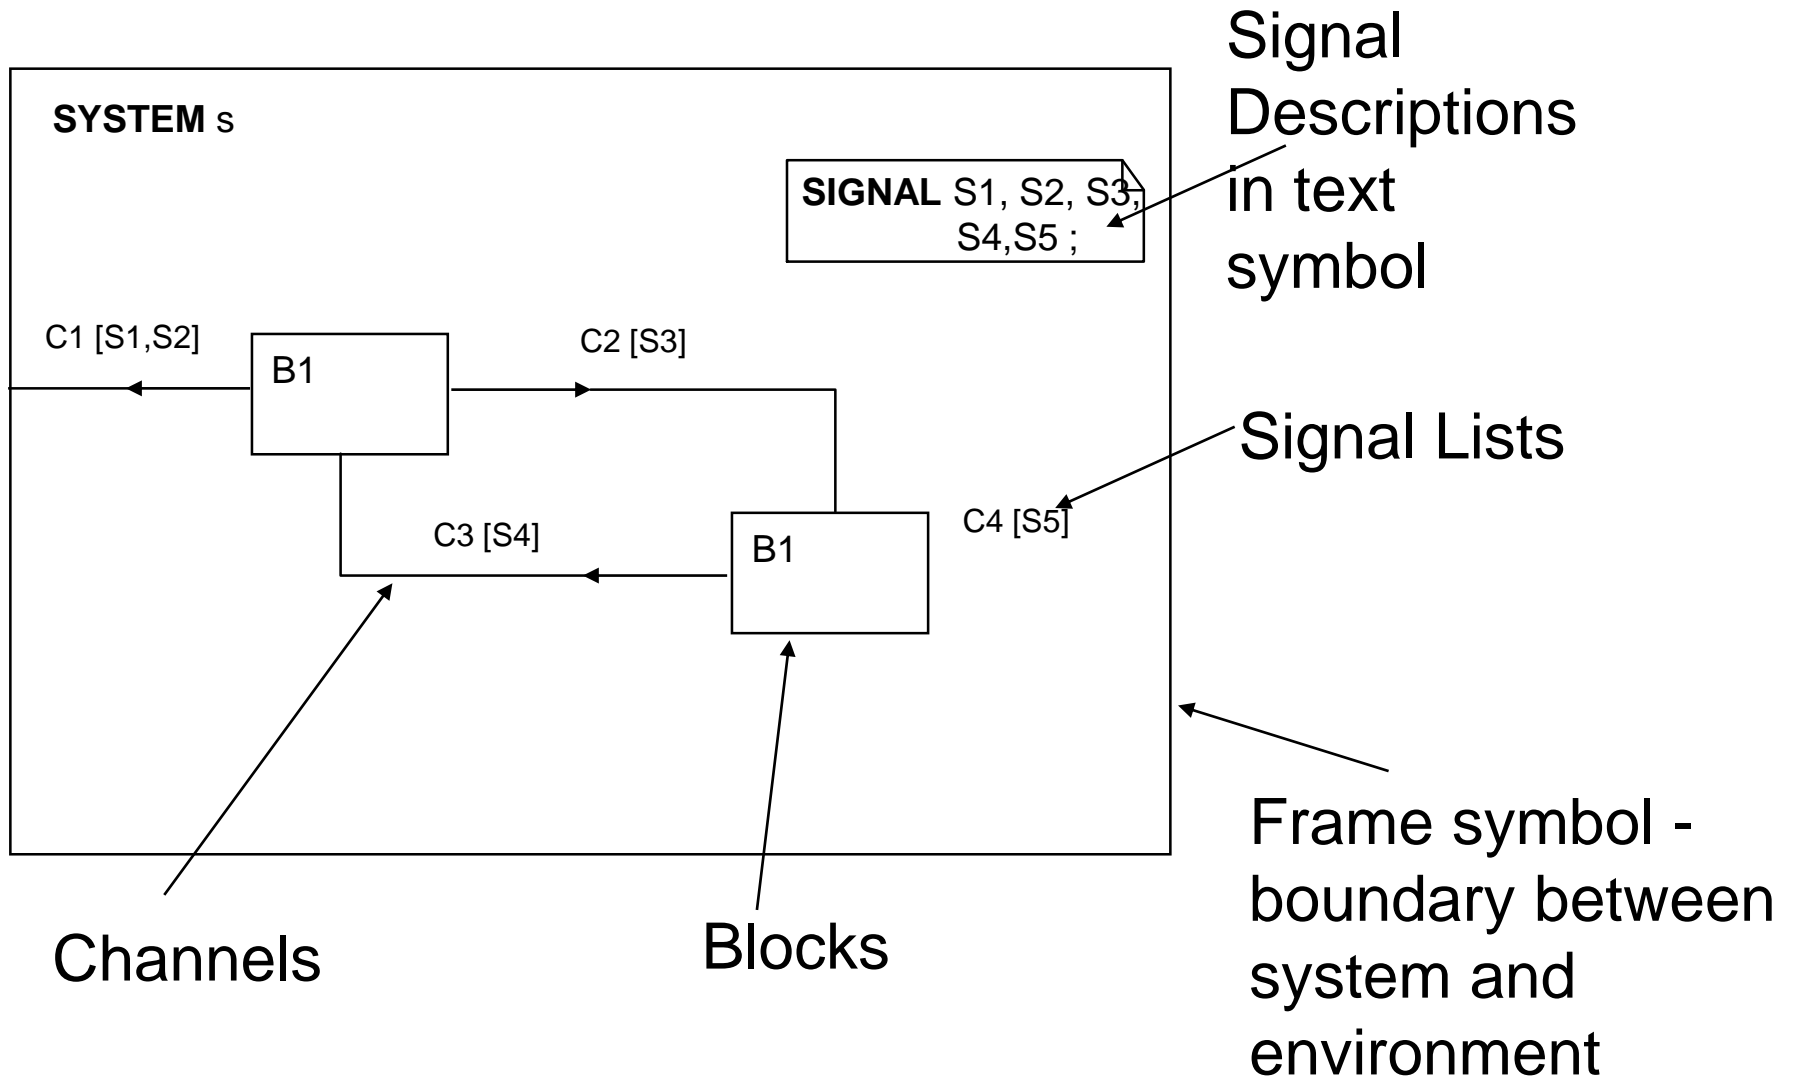 Signal
Descriptions
in text
symbol
SYSTEM s
SIGNAL S1, S2, S3,
S4,S5 ;
C1 [S1,S2]
B1
C2 [S3]
Signal Lists
C3 [S4]
B1
C4 [S5]
Channels
Blocks
Frame symbol -
boundary between
system and
environment